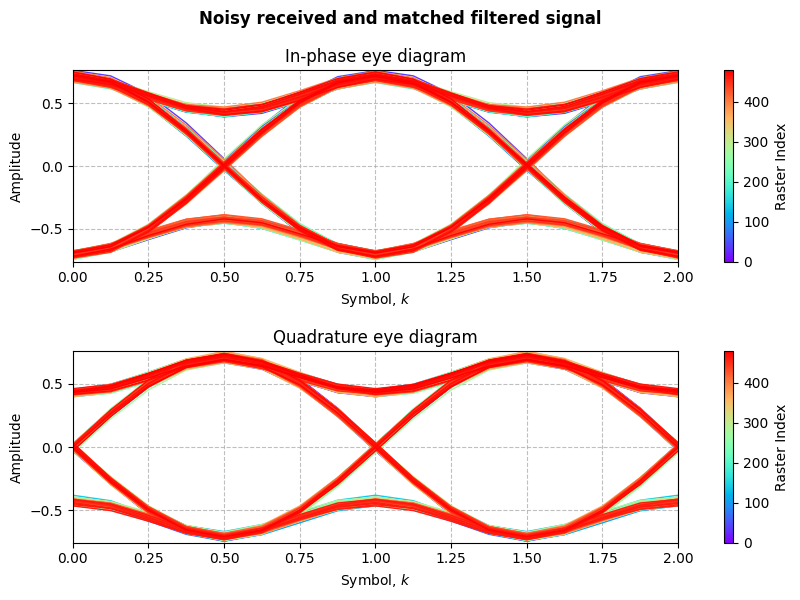 Noisy received and matched filtered signal
In-phase eye diagram
Amplitude
0.5
0.0
−0.5
0.00 0.25 0.50 0.75 1.00 1.25 1.50 1.75 2.00
Symbol, k
400
300
200
100
0
Raster Index
Quadrature eye diagram
Amplitude
0.5
0.0
−0.5
0.00 0.25 0.50 0.75 1.00 1.25 1.50 1.75 2.00
Symbol, k
400
300
200
100
0
Raster Index